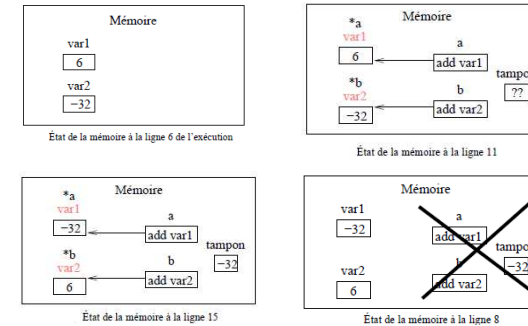 Mémoire
var1
6
var2
−32
État de la mémoire à la ligne 6 de l'exécution
Mémoire
*a
var1
a
6
add var1
*b
var2
b
tampo
−32
add var2
??
État de la mémoire à la ligne 11
Mémoire
*a
var1
a
−32
add var1
*b
var2
b
tampon
6
add var2
−32
État de la mémoire à la ligne 15
Mémoire
var1
a
−32
add var1
tampo
var2
b
−32
6
add var2
État de la mémoire à la ligne 8